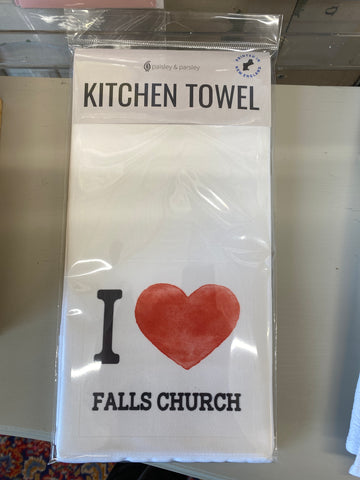 paisley & parsley
KITCHEN TOWEL
I
FALLS CHURCH